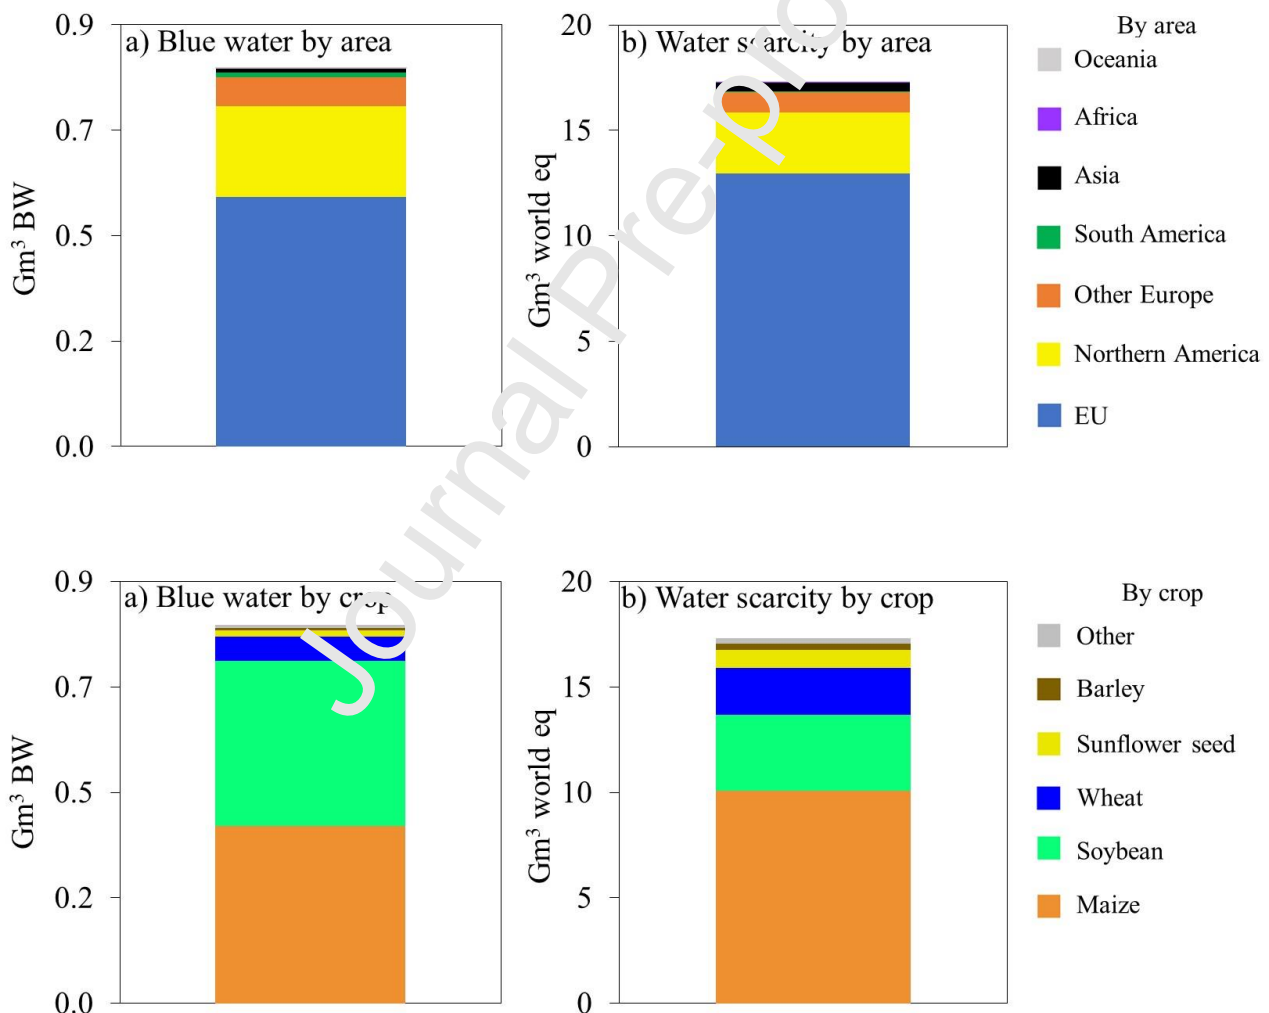 a) Blue water by area
0.9
0.7
0.5
0.2
0.0
Gm³ BW
b) Water scarcity by area
20
15
10
5
0
Gm³ world eq
By area
Oceania
Africa
Asia
South America
Other Europe
Northern America
EU
Journal Pre-pro
a) Blue water by crop
0.9
0.7
0.5
0.2
0.0
Gm³ BW
b) Water scarcity by crop
20
15
10
5
0
Gm³ world eq
By crop
Other
Barley
Sunflower seed
Wheat
Soybean
Maize